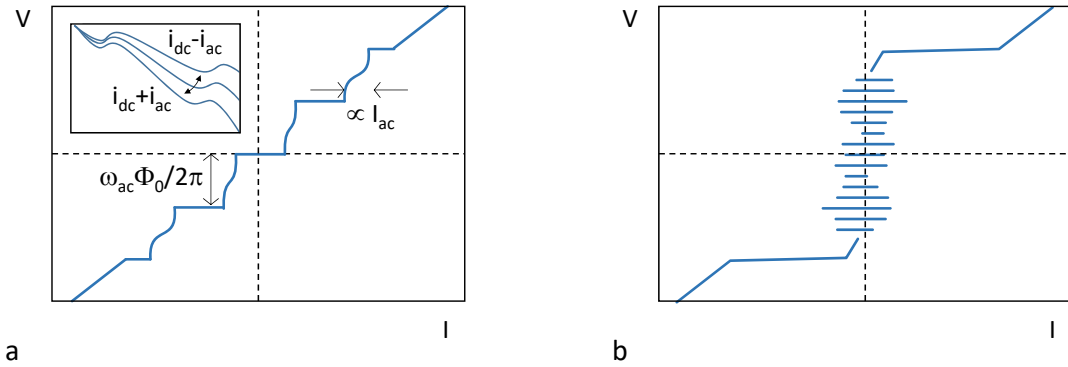 V
i_dc-i_ac
i_dc+i_ac
∝ I_ac
ω_acΦ_0/2π
I
a
V
I
b